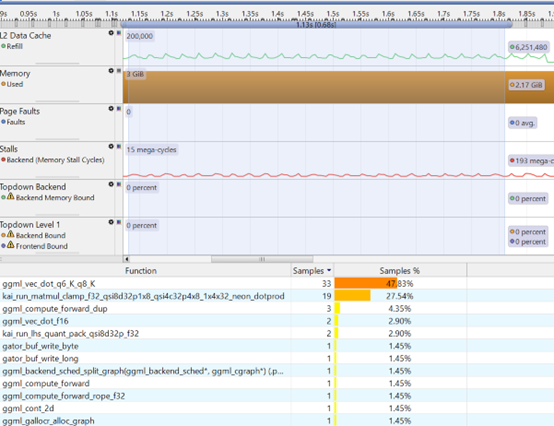 0.9s 0.95s 1s 1.05s 1.1s 1.15s 1.2s 1.25s 1.3s 1.35s 1.4s 1.45s 1.5s 1.55s 1.6s 1.65s 1.7s 1.75s 1.8s 1.85s 1.9s
1.13s [0.68s]
L2 Data Cache 200,000
Refill 6,251,480
Memory 3 GiB
Used 2,17 GiB
Page Faults 0
Faults 0 avg.
Stalls 15 mega-cycles
Backend (Memory Stall Cycles) 193 mega-c
Topdown Backend 0 percent
Backend Memory Bound 0 percent
Topdown Level 1 0 percent
Backend Bound 0 percent
Frontend Bound 0 percent
Function Samples Samples %
ggml_vec_dot_q6_K_q8_K 33 47.83%
kai_run_matmul_clamp_f32_qsi8d32p1x8_qsi4c32p4x8_1x4x32_neon_dotprod 19 27.54%
ggml_compute_forward_dup 3 4.35%
ggml_vec_dot_f16 2 2.90%
kai_run_lhs_quant_pack_qsi8d32p_f32 2 2.90%
gator_buf_write_byte 1 1.45%
gator_buf_write_long 1 1.45%
ggml_backend_sched_split_graph(ggml_backend_sched*, ggml_cgraph*) (.p... 1 1.45%
ggml_compute_forward 1 1.45%
ggml_compute_forward_rope_f32 1 1.45%
ggml_cont_2d 1 1.45%
ggml_gallocr_alloc_graph 1 1.45%